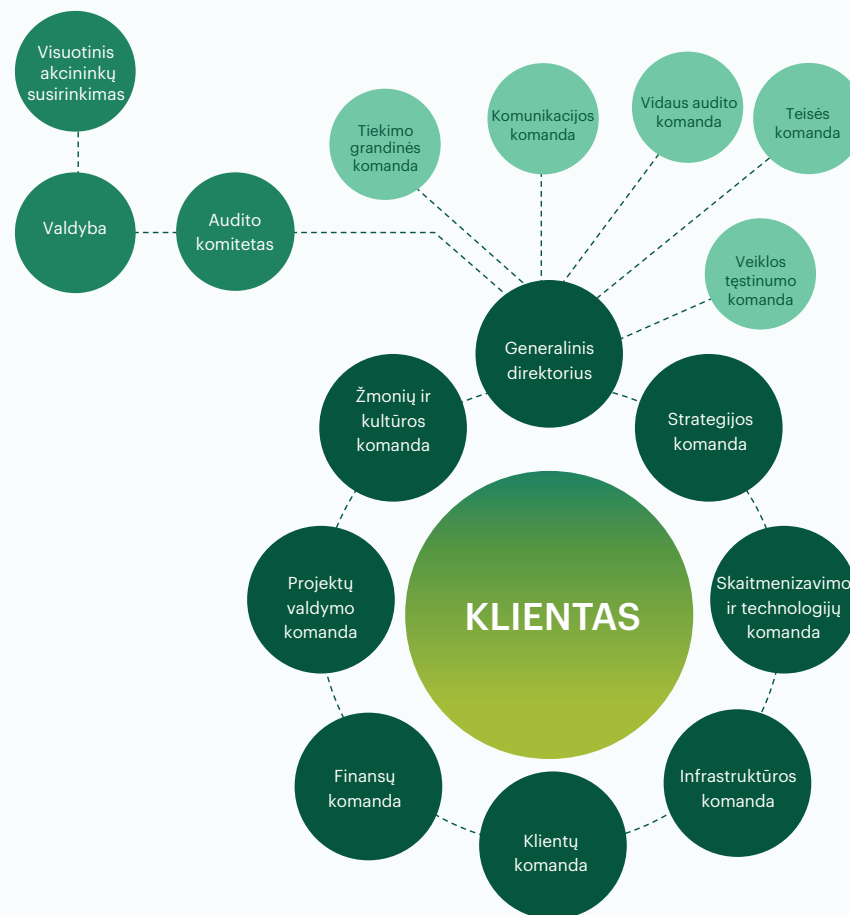 Visuotinis
akcininkų
susirinkimas
Valdyba
Audito
komitetas
Tiekimo
grandinės
komanda
Komunikacijos
komanda
Vidaus audito
komanda
Teisės
komanda
Veiklos
tęstinumo
komanda
Generalinis
direktorius
Žmonių ir
kultūros
komanda
Strategijos
komanda
Projektų
valdymo
komanda
KLIENTAS
Skaitmenizavimo
ir technologijų
komanda
Finansų
komanda
Infrastruktūros
komanda
Klientų
komanda